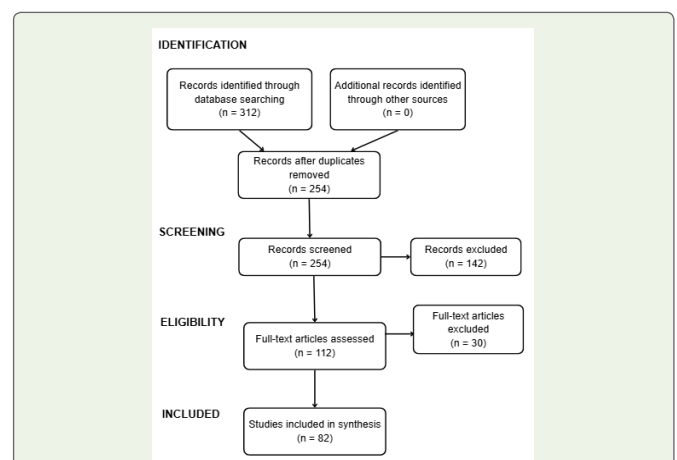 IDENTIFICATION
Records identified through
database searching
(n = 312)
Additional records identified
through other sources
(n = 0)
Records after duplicates
removed
(n = 254)
SCREENING
Records screened
(n = 254)
Records excluded
(n = 142)
ELIGIBILITY
Full-text articles assessed
(n = 112)
Full-text articles
excluded
(n = 30)
INCLUDED
Studies included in synthesis
(n = 82)